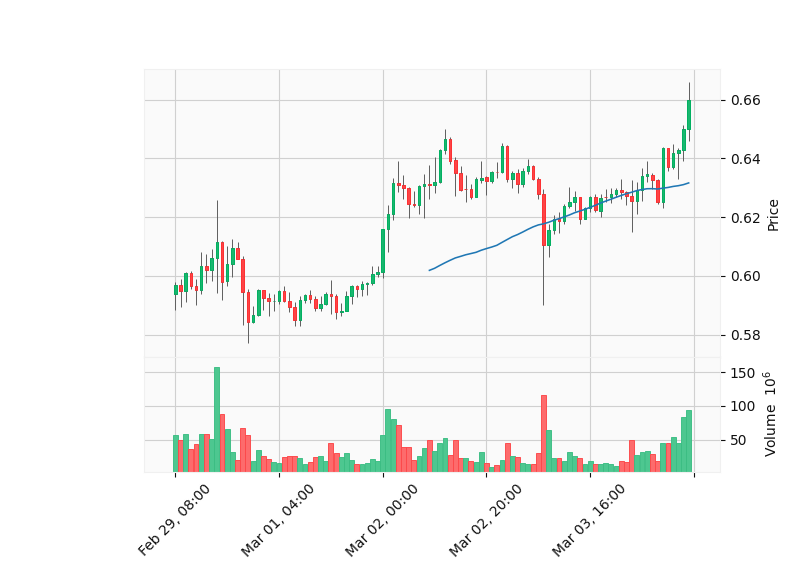 0.66
0.64
0.62
0.60
0.58
Price
150
100
50
Volume 10^6
Feb 29, 08:00
Mar 01, 04:00
Mar 02, 00:00
Mar 02, 20:00
Mar 03, 16:00